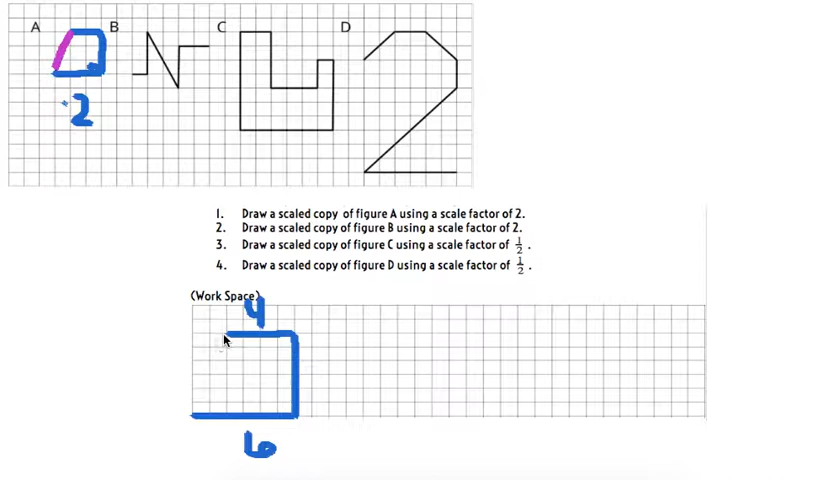 A B C D
2
1. Draw a scaled copy of figure A using a scale factor of 2.
2. Draw a scaled copy of figure B using a scale factor of 2.
3. Draw a scaled copy of figure C using a scale factor of 1/2 .
4. Draw a scaled copy of figure D using a scale factor of 1/2 .
(Work Space)
4
6